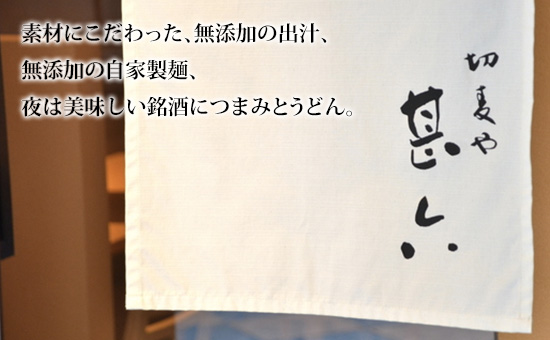 素材にこだわった、無添加の出汁、
無添加の自家製麺、
夜は美味しい銘酒につまみとうどん。
切麦や
甚六